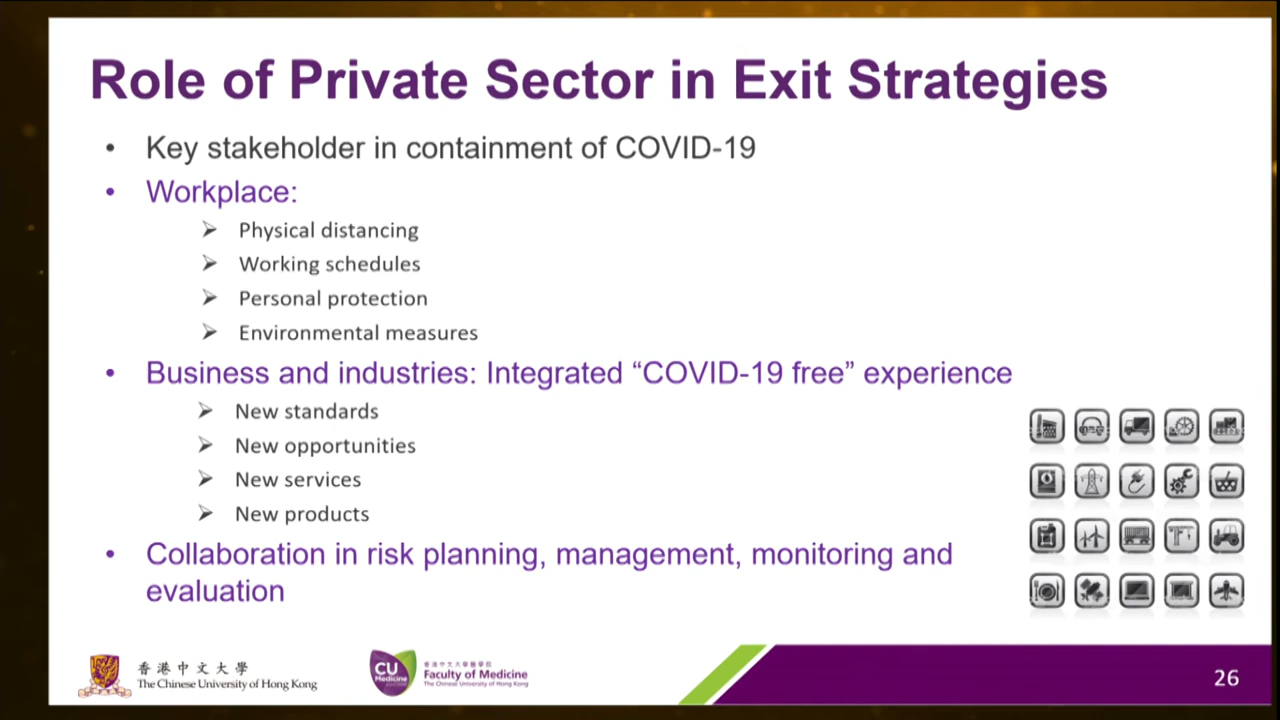 Role of Private Sector in Exit Strategies
• Key stakeholder in containment of COVID-19
• Workplace:
➢ Physical distancing
➢ Working schedules
➢ Personal protection
➢ Environmental measures
• Business and industries: Integrated “COVID-19 free” experience
➢ New standards
➢ New opportunities
➢ New services
➢ New products
• Collaboration in risk planning, management, monitoring and
evaluation
香港中文大學
The Chinese University of Hong Kong
CU
Medicine
香港中文大學醫學院
Faculty of Medicine
The Chinese University of Hong Kong
26